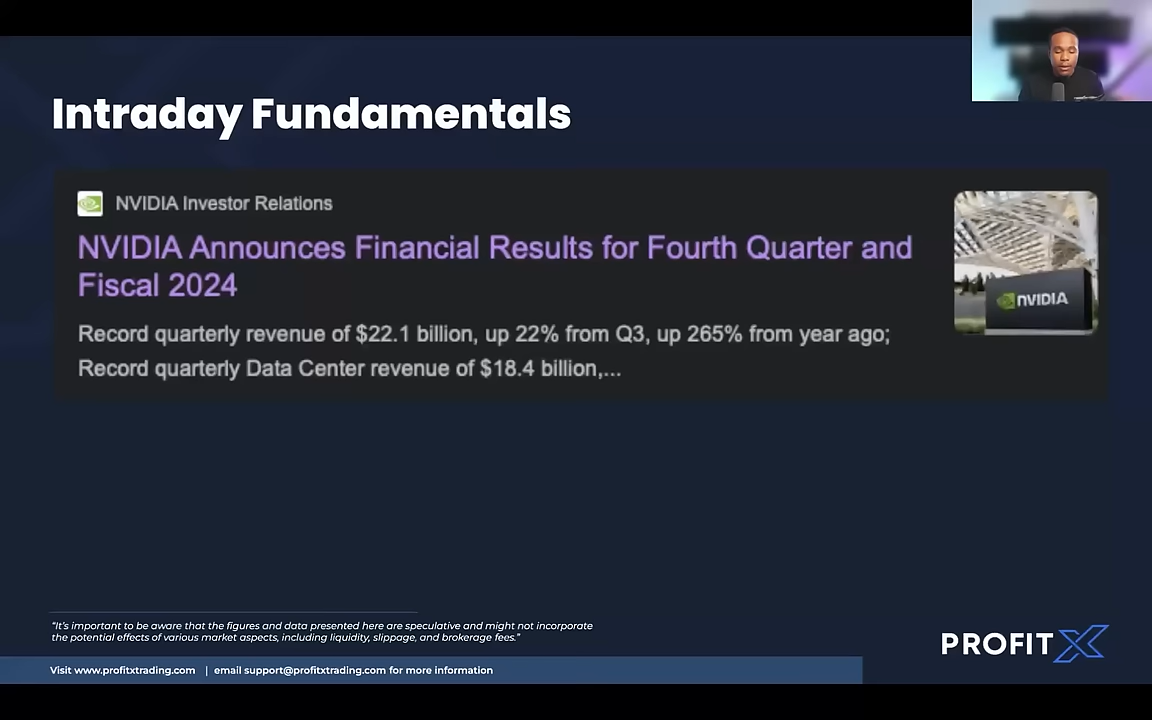 Intraday Fundamentals
NVIDIA Investor Relations
NVIDIA Announces Financial Results for Fourth Quarter and
Fiscal 2024
Record quarterly revenue of $22.1 billion, up 22% from Q3, up 265% from year ago;
Record quarterly Data Center revenue of $18.4 billion,...
NVIDIA
“It’s important to be aware that the figures and data presented here are speculative and might not incorporate
the potential effects of various market aspects, including liquidity, slippage, and brokerage fees.”
PROFIT X
Visit www.profitxtrading.com | email support@profitxtrading.com for more information